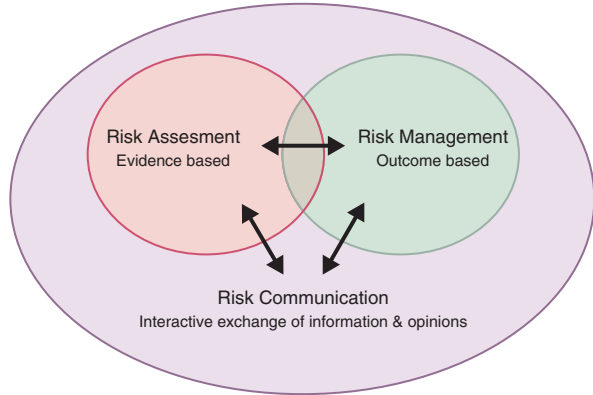 Risk Assesment
Evidence based
Risk Management
Outcome based
Risk Communication
Interactive exchange of information & opinions